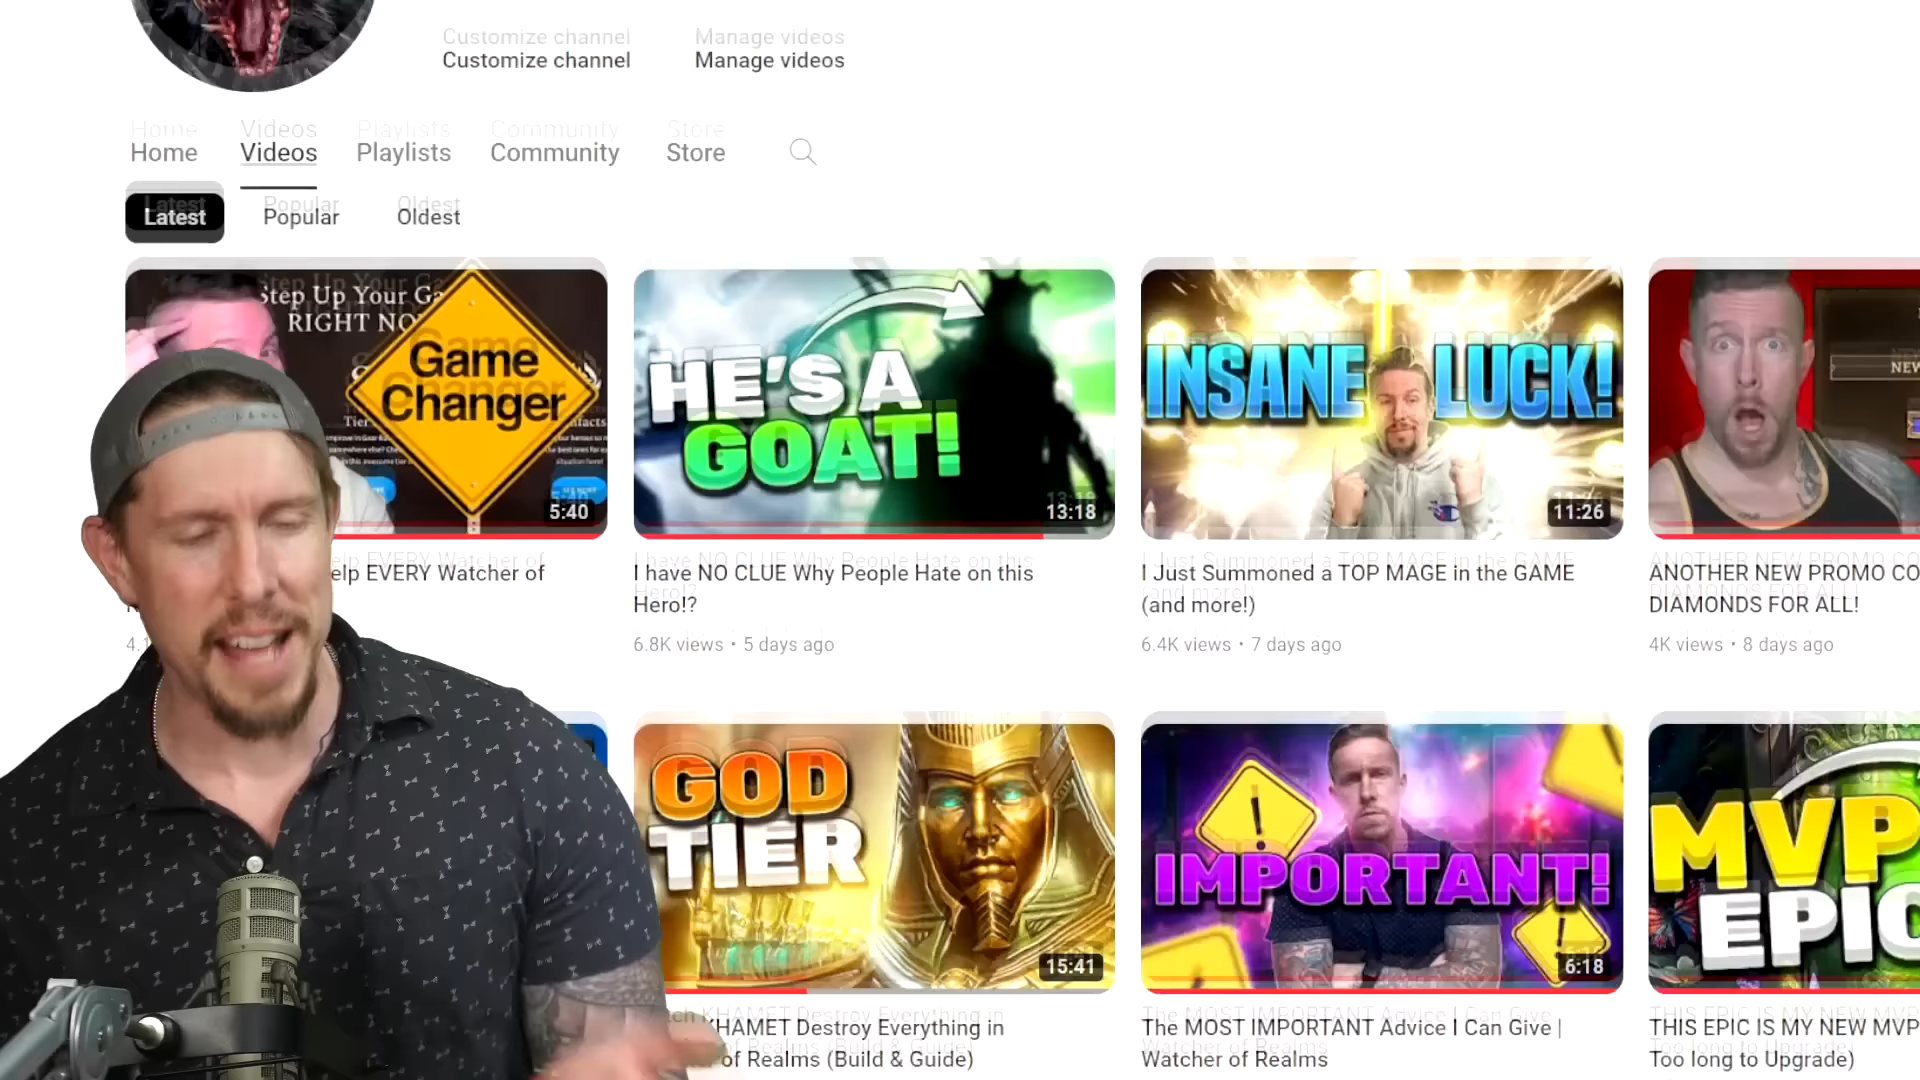 Customize channel
Manage videos
Home
Videos
Playlists
Community
Store
Latest
Popular
Oldest
Step Up Your Ga
RIGHT NO
Game
Changer
5:40
HE'S A
GOAT!
13:18
INSANE LUCK!
11:26
NEW
elp EVERY Watcher of
I have NO CLUE Why People Hate on this
Hero!?
6.8K views • 5 days ago
I Just Summoned a TOP MAGE in the GAME
(and more!)
6.4K views • 7 days ago
ANOTHER NEW PROMO CO
DIAMONDS FOR ALL!
4K views • 8 days ago
GOD
TIER
15:41
IMPORTANT!
6:18
MVP
EPIC
KHAMET Destroy Everything in
of Realms (Build & Guide)
The MOST IMPORTANT Advice I Can Give |
Watcher of Realms
THIS EPIC IS MY NEW MVP
Too long to Upgrade)